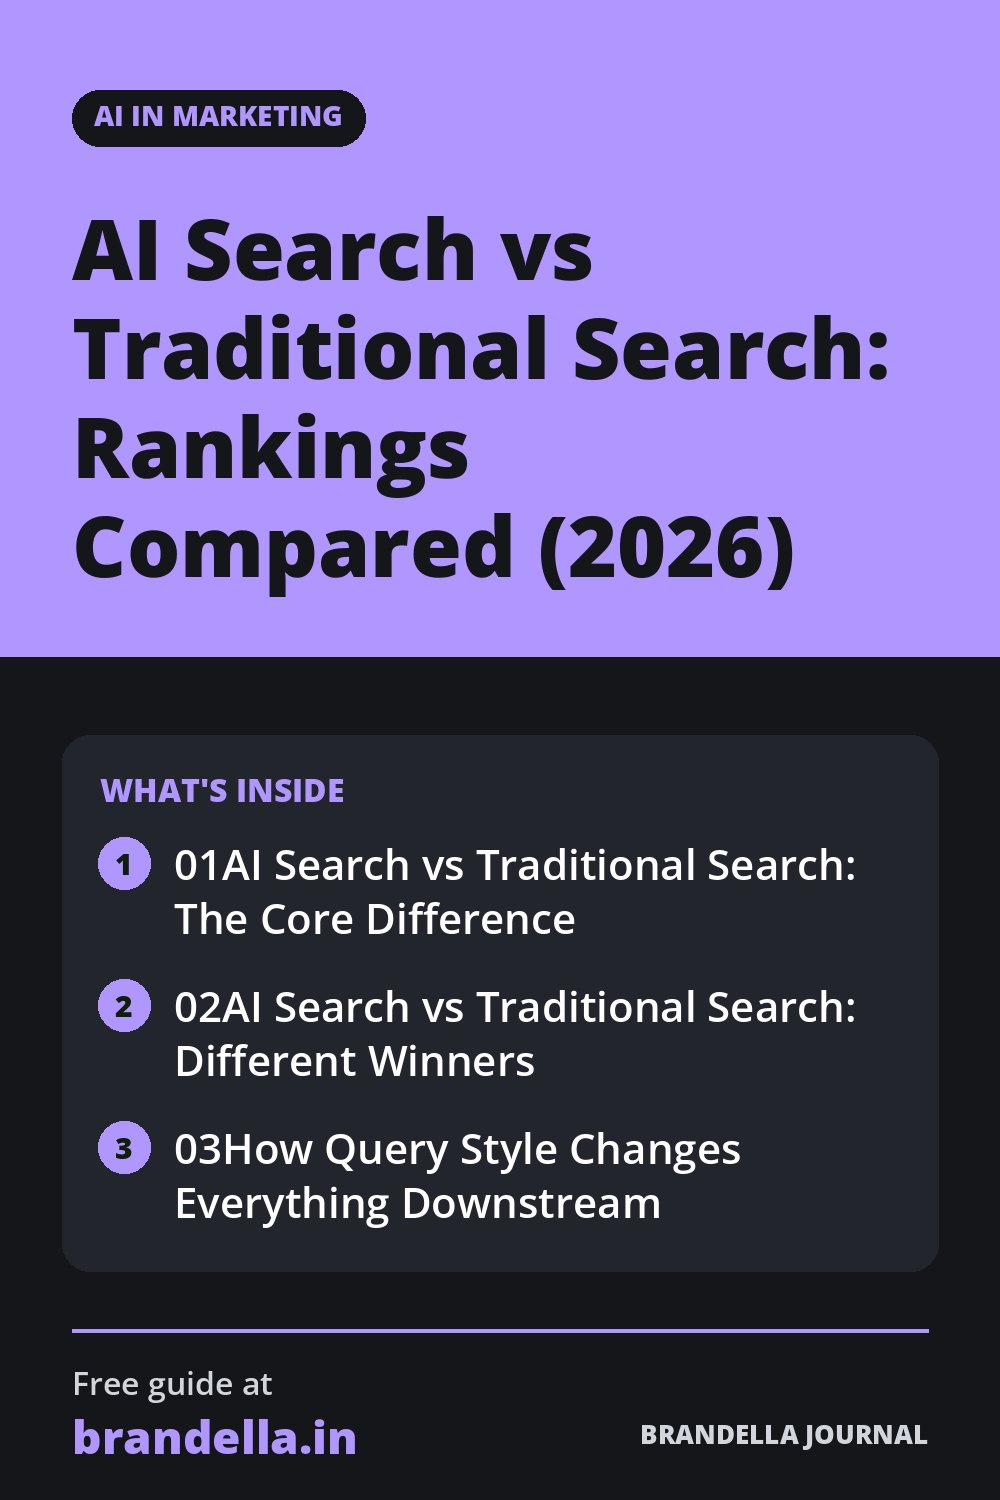 AI IN MARKETING
AI Search vs
Traditional Search:
Rankings
Compared (2026)
WHAT'S INSIDE
1 01AI Search vs Traditional Search:
The Core Difference
2 02AI Search vs Traditional Search:
Different Winners
3 03How Query Style Changes
Everything Downstream
Free guide at
brandella.in
BRANDELLA JOURNAL